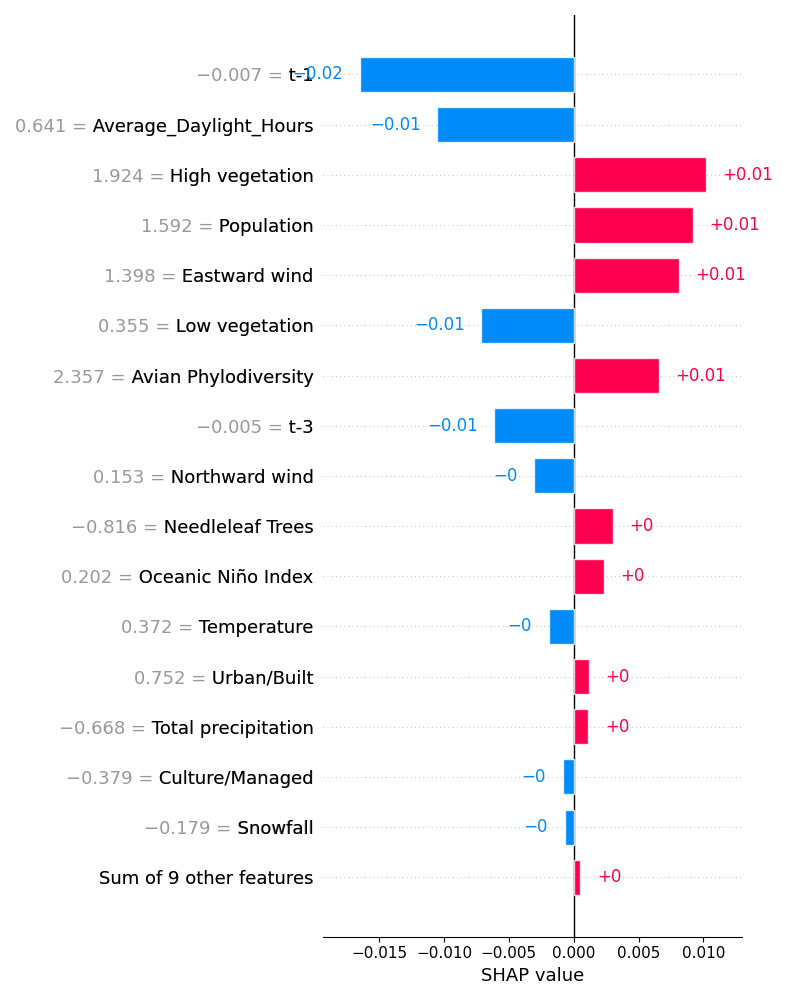 −0.007 = t-1 −0.02
0.641 = Average_Daylight_Hours −0.01
1.924 = High vegetation +0.01
1.592 = Population +0.01
1.398 = Eastward wind +0.01
0.355 = Low vegetation −0.01
2.357 = Avian Phylodiversity +0.01
−0.005 = t-3 −0.01
0.153 = Northward wind −0
−0.816 = Needleleaf Trees +0
0.202 = Oceanic Niño Index +0
0.372 = Temperature −0
0.752 = Urban/Built +0
−0.668 = Total precipitation +0
−0.379 = Culture/Managed −0
−0.179 = Snowfall −0
Sum of 9 other features +0
−0.015 −0.010 −0.005 0.000 0.005 0.010
SHAP value